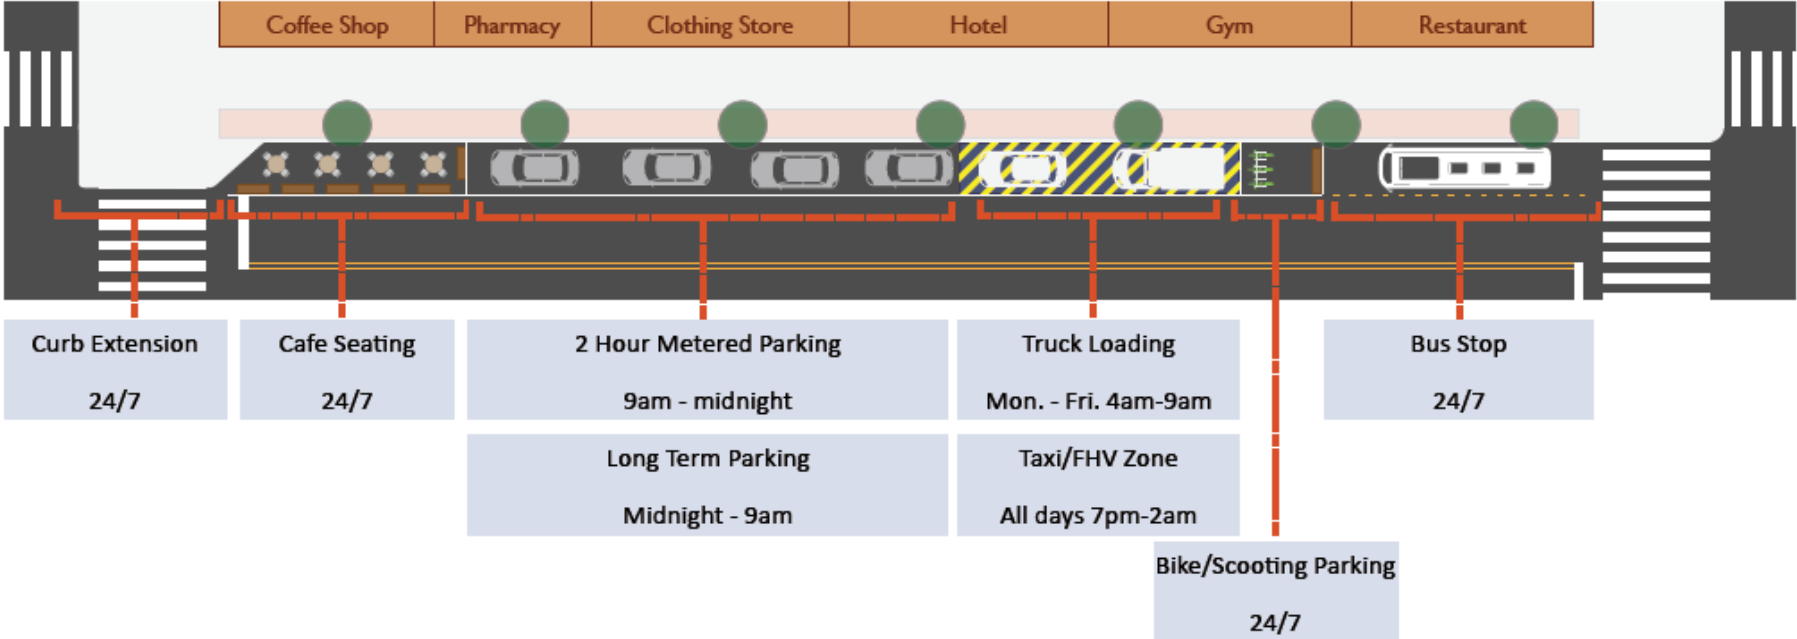 Coffee Shop
Pharmacy
Clothing Store
Hotel
Gym
Restaurant
Curb Extension
24/7
Cafe Seating
24/7
2 Hour Metered Parking
9am - midnight
Long Term Parking
Midnight - 9am
Truck Loading
Mon. - Fri. 4am-9am
Taxi/FHV Zone
All days 7pm-2am
Bike/Scooting Parking
24/7
Bus Stop
24/7